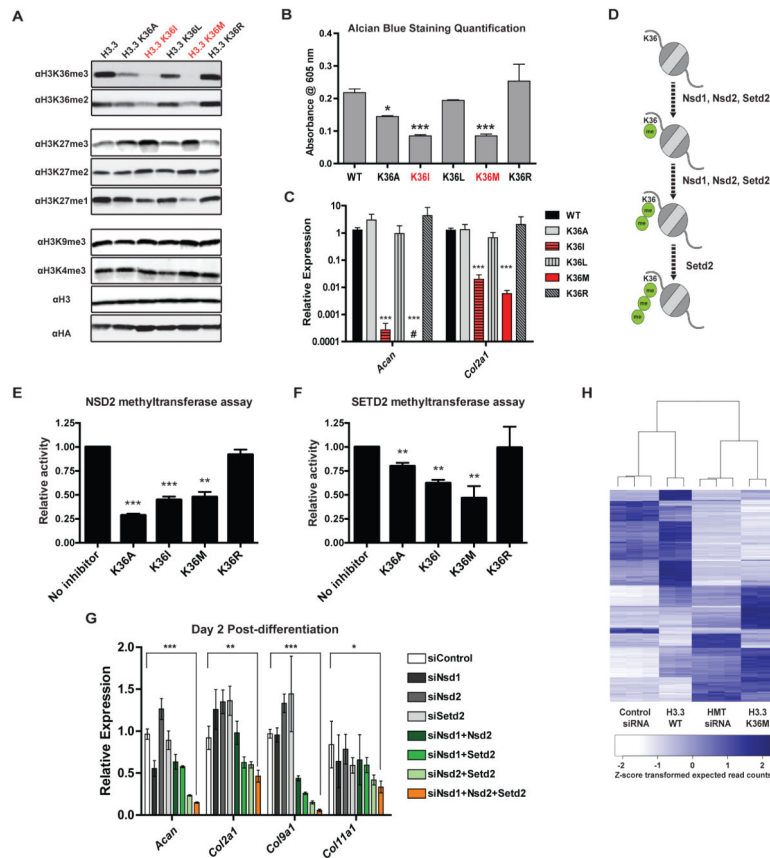 A
H3.3
H3.3 K36A
H3.3 K36I
H3.3 K36L
H3.3 K36M
H3.3 K36R
αH3K36me3
αH3K36me2
αH3K27me3
αH3K27me2
αH3K27me1
αH3K9me3
αH3K4me3
αH3
αHA
B
Alcian Blue Staining Quantification
Absorbance @ 605 nm
0.4
0.3
0.2
0.1
0.0
*
***
***
WT
K36A
K36I
K36L
K36M
K36R
C
Relative Expression
10
1
0.1
0.01
0.001
0.0001
***
***
#
***
***
Acan
Col2a1
WT
K36A
K36I
K36L
K36M
K36R
D
K36
Nsd1, Nsd2, Setd2
K36
me
Nsd1, Nsd2, Setd2
K36
me
me
Setd2
K36
me
me
me
E
NSD2 methyltransferase assay
Relative activity
1.25
1.00
0.75
0.50
0.25
0.00
***
***
**
No inhibitor
K36A
K36I
K36M
K36R
F
SETD2 methyltransferase assay
Relative activity
1.25
1.00
0.75
0.50
0.25
0.00
**
**
**
No inhibitor
K36A
K36I
K36M
K36R
G
Day 2 Post-differentiation
Relative Expression
2.0
1.5
1.0
0.5
0.0
***
**
***
*
Acan
Col2a1
Col9a1
Col11a1
siControl
siNsd1
siNsd2
siSetd2
siNsd1+Nsd2
siNsd1+Setd2
siNsd2+Setd2
siNsd1+Nsd2+Setd2
H
Control siRNA
H3.3 WT
HMT siRNA
H3.3 K36M
-2 -1 0 1 2
Z-score transformed expected read counts